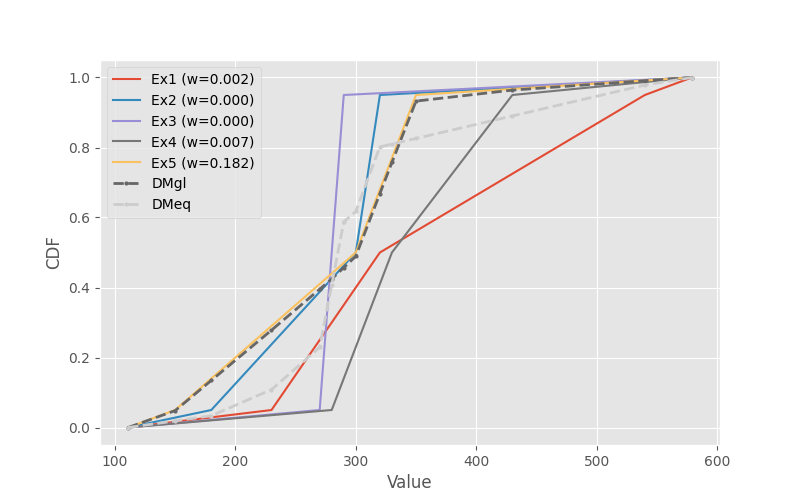 1.0
0.8
0.6
0.4
0.2
0.0
CDF
Ex1 (w=0.002)
Ex2 (w=0.000)
Ex3 (w=0.000)
Ex4 (w=0.007)
Ex5 (w=0.182)
DMgl
DMeq
100
200
300
400
500
600
Value